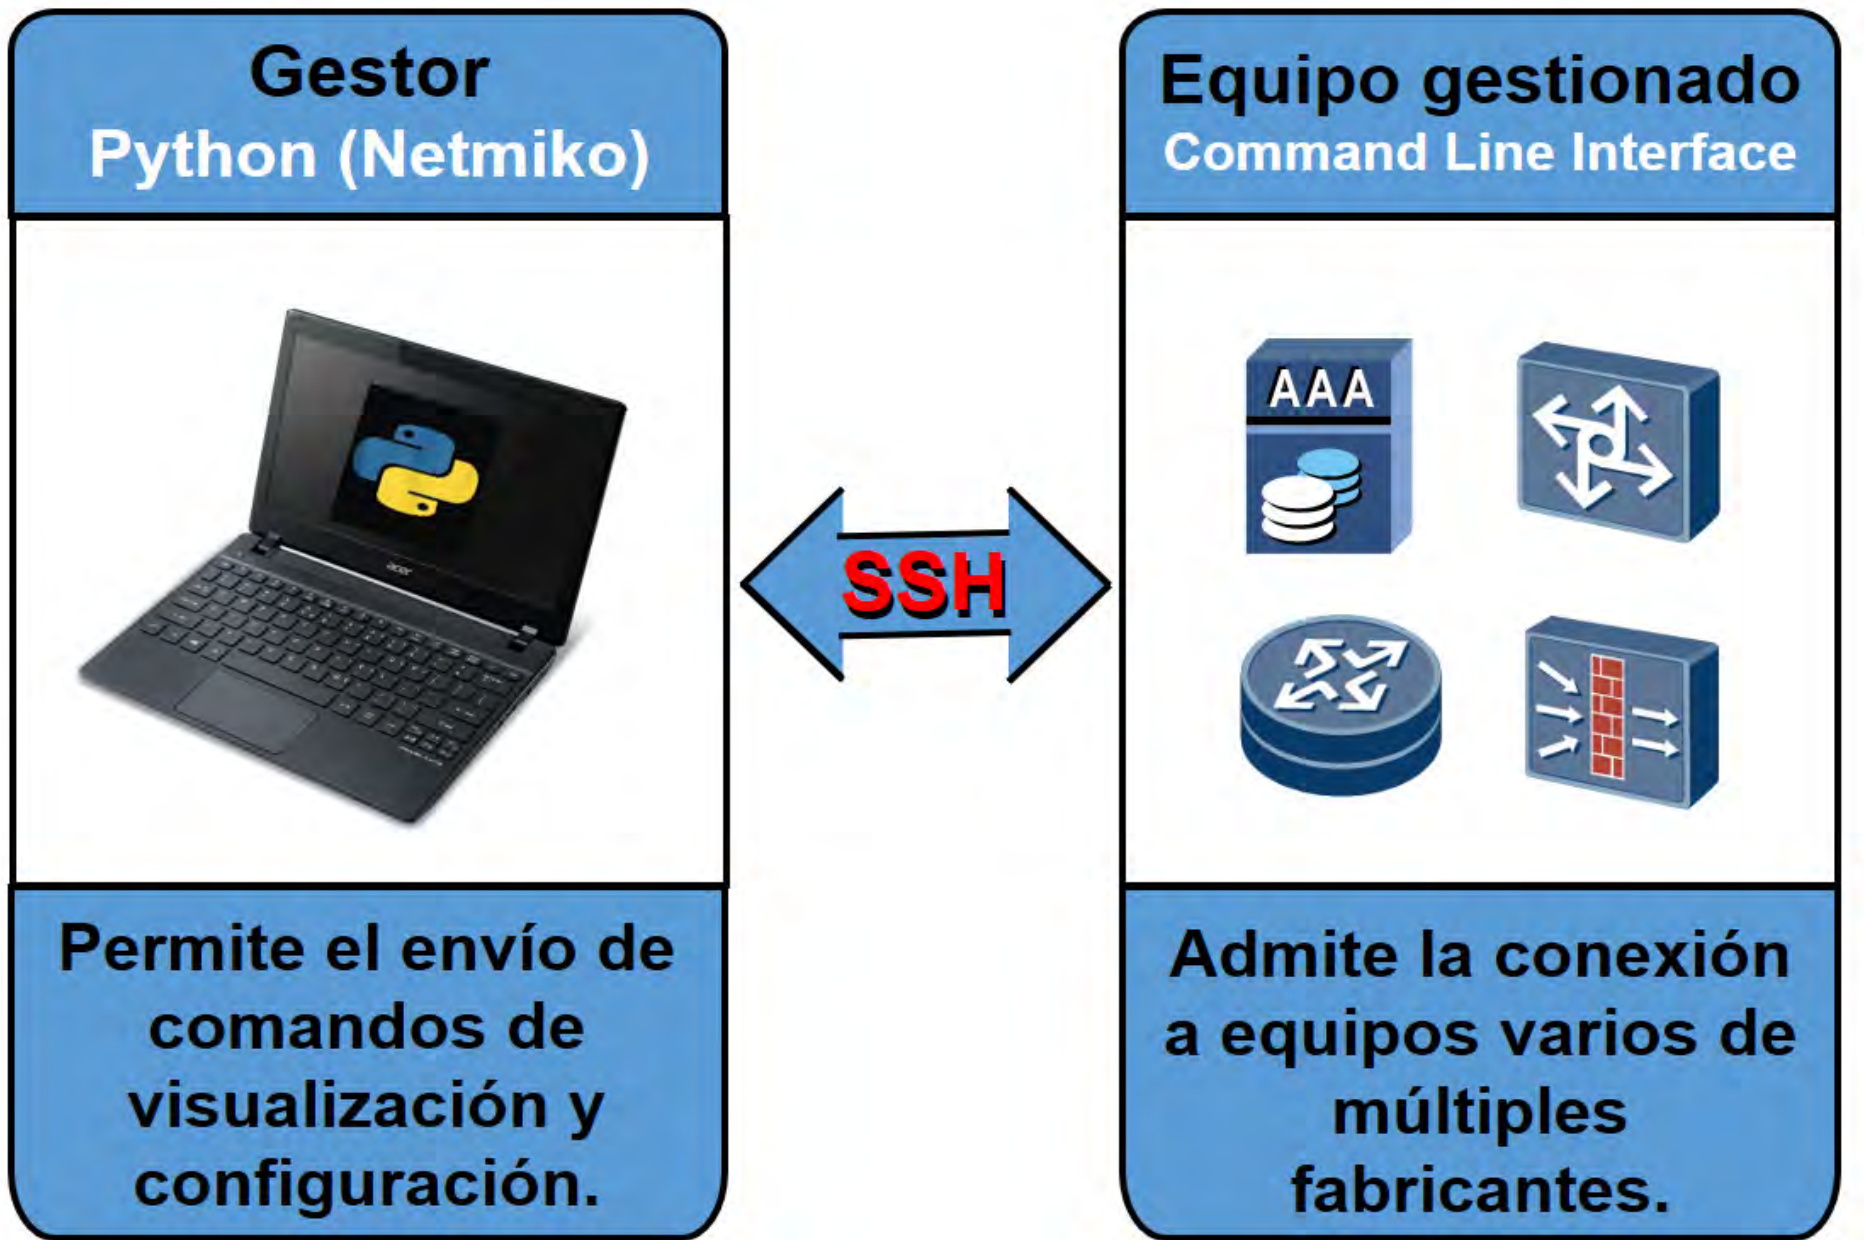 Gestor
Python (Netmiko)
acer
Permite el envío de
comandos de
visualización y
configuración.
SSH
Equipo gestionado
Command Line Interface
AAA
Admite la conexión
a equipos varios de
múltiples
fabricantes.